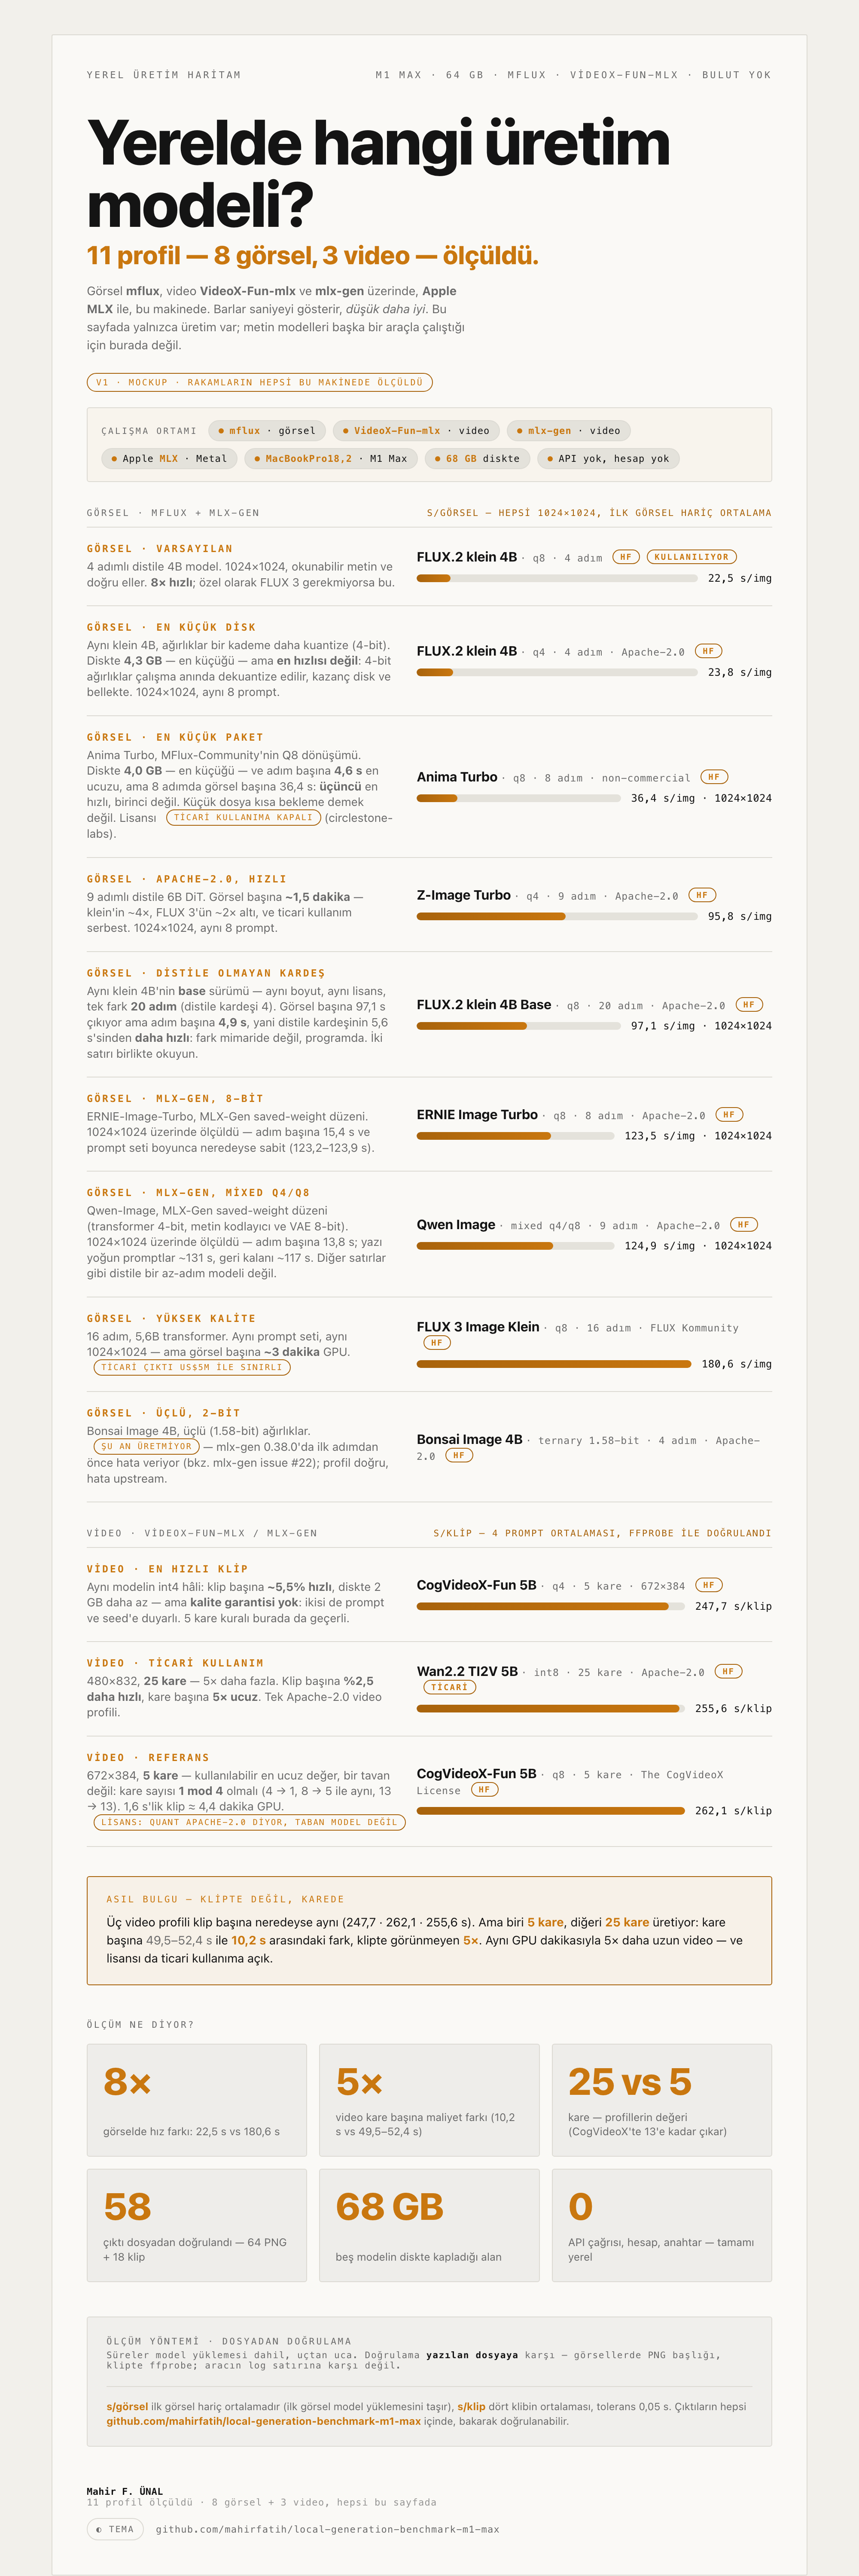 YEREL ÜRETİM HARİTAM
M1 MAX · 64 GB · MFLUX · VİDEOX-FUN-MLX · BULUT YOK
Yerelde hangi üretim
modeli?
11 profil — 8 görsel, 3 video — ölçüldü.
Görsel mflux, video VideoX-Fun-mlx ve mlx-gen üzerinde, Apple
MLX ile, bu makinede. Barlar saniyeyi gösterir, düşük daha iyi. Bu
sayfada yalnızca üretim var; metin modelleri başka bir araçla çalıştığı
için burada değil.
V1 · MOCKUP · RAKAMLARIN HEPSİ BU MAKİNEDE ÖLÇÜLDÜ
ÇALIŞMA ORTAMI ● mflux · görsel ● VideoX-Fun-mlx · video ● mlx-gen · video
● Apple MLX · Metal ● MacBookPro18,2 · M1 Max ● 68 GB diskte ● API yok, hesap yok
GÖRSEL · MFLUX + MLX-GEN
S/GÖRSEL — HEPSİ 1024×1024, İLK GÖRSEL HARİÇ ORTALAMA
GÖRSEL · VARSAYILAN
4 adımlı distile 4B model. 1024×1024, okunabilir metin ve
doğru eller. 8× hızlı; özel olarak FLUX 3 gerekmiyorsa bu.
FLUX.2 klein 4B · q8 · 4 adım HF KULLANILIYOR
22,5 s/img
GÖRSEL · EN KÜÇÜK DİSK
Aynı klein 4B, ağırlıklar bir kademe daha kuantize (4-bit).
Diskte 4,3 GB — en küçüğü — ama en hızlısı değil: 4-bit
ağırlıklar çalışma anında dekuantize edilir, kazanç disk ve
bellekte. 1024×1024, aynı 8 prompt.
FLUX.2 klein 4B · q4 · 4 adım · Apache-2.0 HF
23,8 s/img
GÖRSEL · EN KÜÇÜK PAKET
Anima Turbo, MFlux-Community'nin Q8 dönüşümü.
Diskte 4,0 GB — en küçüğü — ve adım başına 4,6 s en
ucuzu, ama 8 adımda görsel başına 36,4 s: üçüncü en
hızlı, birinci değil. Küçük dosya kısa bekleme demek
değil. Lisansı TİCARİ KULLANIMA KAPALI (circlestone-
labs).
Anima Turbo · q8 · 8 adım · non-commercial HF
36,4 s/img · 1024×1024
GÖRSEL · APACHE-2.0, HIZLI
9 adımlı distile 6B DiT. Görsel başına ~1,5 dakika —
klein'in ~4×, FLUX 3'ün ~2× altı, ve ticari kullanım
serbest. 1024×1024, aynı 8 prompt.
Z-Image Turbo · q4 · 9 adım · Apache-2.0 HF
95,8 s/img
GÖRSEL · DİSTİLE OLMAYAN KARDEŞ
Aynı klein 4B'nin base sürümü — aynı boyut, aynı lisans,
tek fark 20 adım (distile kardeşi 4). Görsel başına 97,1 s
çıkıyor ama adım başına 4,9 s, yani distile kardeşinin 5,6
s'sinden daha hızlı: fark mimaride değil, programda. İki
satırı birlikte okuyun.
FLUX.2 klein 4B Base · q8 · 20 adım · Apache-2.0 HF
97,1 s/img · 1024×1024
GÖRSEL · MLX-GEN, 8-BİT
ERNIE-Image-Turbo, MLX-Gen saved-weight düzeni.
1024×1024 üzerinde ölçüldü — adım başına 15,4 s ve
prompt seti boyunca neredeyse sabit (123,2–123,9 s).
ERNIE Image Turbo · q8 · 8 adım · Apache-2.0 HF
123,5 s/img · 1024×1024
GÖRSEL · MLX-GEN, MİXED Q4/Q8
Qwen-Image, MLX-Gen saved-weight düzeni
(transformer 4-bit, metin kodlayıcı ve VAE 8-bit).
1024×1024 üzerinde ölçüldü — adım başına 13,8 s; yazı
yoğun promptlar ~131 s, geri kalanı ~117 s. Diğer satırlar
gibi distile bir az-adım modeli değil.
Qwen Image · mixed q4/q8 · 9 adım · Apache-2.0 HF
124,9 s/img · 1024×1024
GÖRSEL · YÜKSEK KALİTE
16 adım, 5,6B transformer. Aynı prompt seti, aynı
1024×1024 — ama görsel başına ~3 dakika GPU.
TİCARİ ÇIKTI US$5M İLE SINIRLI
FLUX 3 Image Klein · q8 · 16 adım · FLUX Kommunity
HF
180,6 s/img
GÖRSEL · ÜÇLÜ, 2-BİT
Bonsai Image 4B, üçlü (1.58-bit) ağırlıklar.
ŞU AN ÜRETMİYOR — mlx-gen 0.38.0'da ilk adımdan
önce hata veriyor (bkz. mlx-gen issue #22); profil doğru,
hata upstream.
Bonsai Image 4B · ternary 1.58-bit · 4 adım · Apache-
2.0 HF
VİDEO · VİDEOX-FUN-MLX / MLX-GEN
S/KLİP — 4 PROMPT ORTALAMASI, FFPROBE İLE DOĞRULANDI
VİDEO · EN HIZLI KLİP
Aynı modelin int4 hâli: klip başına ~5,5% hızlı, diskte 2
GB daha az — ama kalite garantisi yok: ikisi de prompt
ve seed'e duyarlı. 5 kare kuralı burada da geçerli.
CogVideoX-Fun 5B · q4 · 5 kare · 672×384 HF
247,7 s/klip
VİDEO · TİCARİ KULLANIM
480×832, 25 kare — 5× daha fazla. Klip başına %2,5
daha hızlı, kare başına 5× ucuz. Tek Apache-2.0 video
profili.
Wan2.2 TI2V 5B · int8 · 25 kare · Apache-2.0 HF
TİCARİ
255,6 s/klip
VİDEO · REFERANS
672×384, 5 kare — kullanılabilir en ucuz değer, bir tavan
değil: kare sayısı 1 mod 4 olmalı (4 → 1, 8 → 5 ile aynı, 13
→ 13). 1,6 s'lik klip ≈ 4,4 dakika GPU.
LİSANS: QUANT APACHE-2.0 DİYOR, TABAN MODEL DEĞİL
CogVideoX-Fun 5B · q8 · 5 kare · The CogVideoX
License HF
262,1 s/klip
ASIL BULGU — KLİPTE DEĞİL, KAREDE
Üç video profili klip başına neredeyse aynı (247,7 · 262,1 · 255,6 s). Ama biri 5 kare, diğeri 25 kare üretiyor: kare
başına 49,5–52,4 s ile 10,2 s arasındaki fark, klipte görünmeyen 5×. Aynı GPU dakikasıyla 5× daha uzun video — ve
lisansı da ticari kullanıma açık.
ÖLÇÜM NE DİYOR?
8×
görselde hız farkı: 22,5 s vs 180,6 s
5×
video kare başına maliyet farkı (10,2
s vs 49,5–52,4 s)
25 vs 5
kare — profillerin değeri
(CogVideoX'te 13'e kadar çıkar)
58
çıktı dosyadan doğrulandı — 64 PNG
+ 18 klip
68 GB
beş modelin diskte kapladığı alan
0
API çağrısı, hesap, anahtar — tamamı
yerel
ÖLÇÜM YÖNTEMİ · DOSYADAN DOĞRULAMA
Süreler model yüklemesi dahil, uçtan uca. Doğrulama yazılan dosyaya karşı — görsellerde PNG başlığı,
klipte ffprobe; aracın log satırına karşı değil.
s/görsel ilk görsel hariç ortalamadır (ilk görsel model yüklemesini taşır), s/klip dört klibin ortalaması, tolerans 0,05 s. Çıktıların hepsi
github.com/mahirfatih/local-generation-benchmark-m1-max içinde, bakarak doğrulanabilir.
Mahir F. ÜNAL
11 profil ölçüldü · 8 görsel + 3 video, hepsi bu sayfada
◐ TEMA github.com/mahirfatih/local-generation-benchmark-m1-max